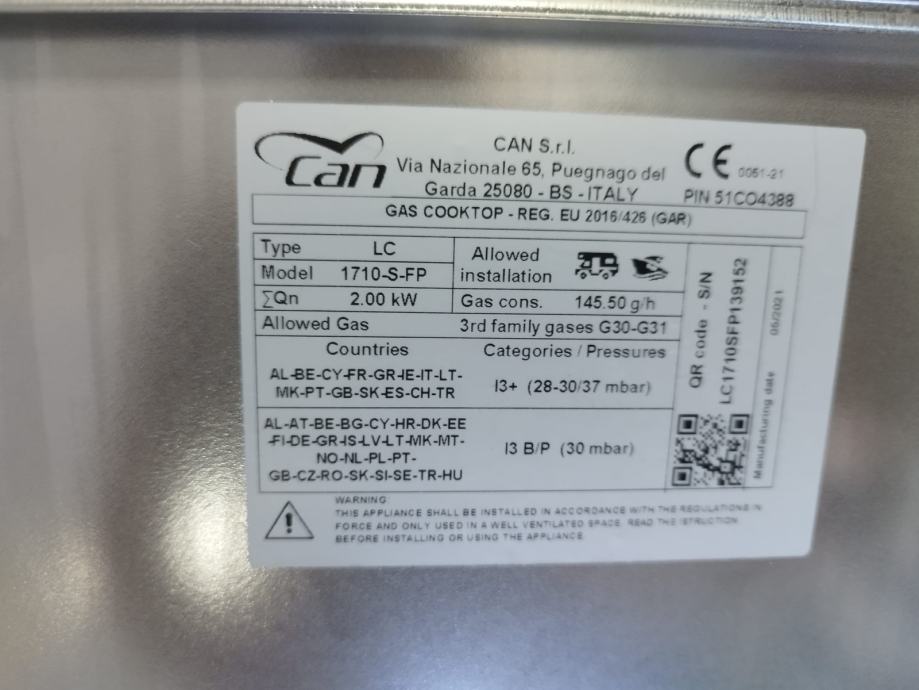 Can
CAN S.r.l.
Via Nazionale 65, Puegnago del
Garda 25080 - BS - ITALY
CE 0051-21
PIN 51CO4388
GAS COOKTOP - REG. EU 2016/426 (GAR)
Type LC
Model 1710-S-FP
∑Qn 2.00 kW
Allowed
installation
Gas cons. 145.50 g/h
Allowed Gas 3rd family gases G30-G31
Countries Categories / Pressures
AL-BE-CY-FR-GR-IE-IT-LT-
MK-PT-GB-SK-ES-CH-TR
I3+ (28-30/37 mbar)
AL-AT-BE-BG-CY-HR-DK-EE
-FI-DE-GR-IS-LV-LT-MK-MT-
NO-NL-PL-PT-
GB-CZ-RO-SK-SI-SE-TR-HU
I3 B/P (30 mbar)
QR code - S/N
LC1710SFP139152
Manufacturing date 05/2021
WARNING:
THIS APPLIANCE SHALL BE INSTALLED IN ACCORDANCE WITH THE REGULATIONS IN
FORCE AND ONLY USED IN A WELL VENTILATED SPACE. READ THE ISTRUCTION
BEFORE INSTALLING OR USING THE APPLIANCE.